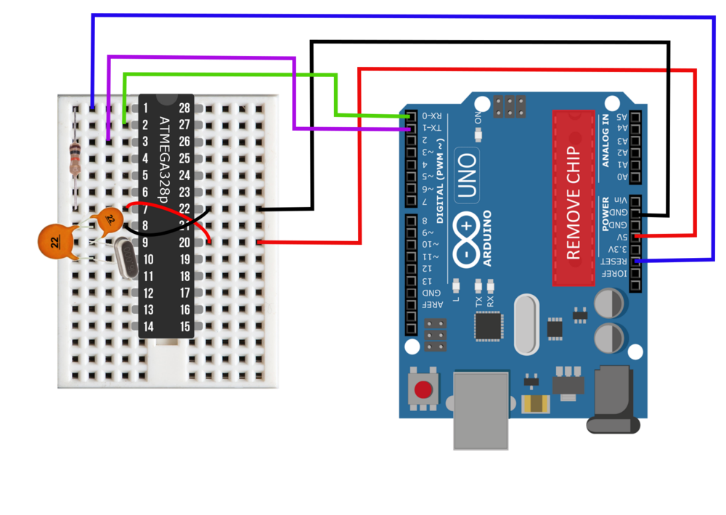 1 28
2 27
3 26
4 25
5 24
6 23
7 22
8 21
9 20
10 19
11 18
12 17
13 16
14 15
ATMEGA328p
22
22
RX-0
TX-1
2
~3
4
~5
~6
7
8
~9
~10
~11
12
13
GND
AREF
DIGITAL (PWM ~)
ON
UNO
ARDUINO
L
TX
RX
REMOVE CHIP
ANALOG IN
A5
A4
A3
A2
A1
A0
POWER
Vin
GND
GND
5V
3.3V
RESET
IOREF